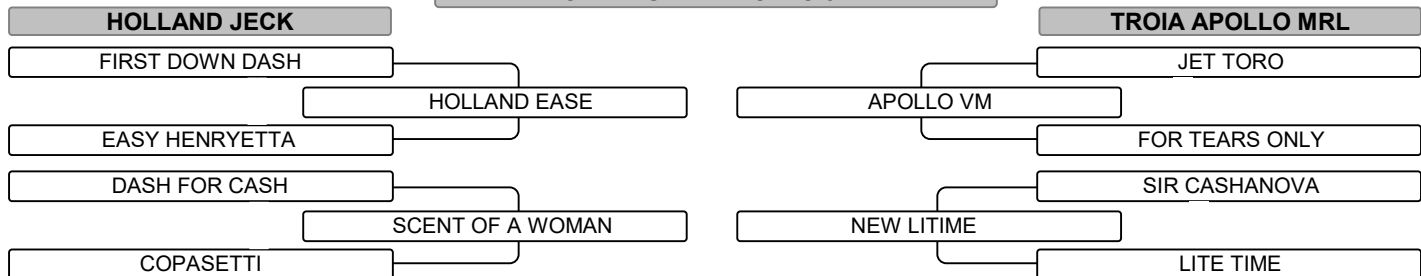 HOLLAND JECK TROIA APOLLO MRL
FIRST DOWN DASH JET TORO
HOLLAND EASE APOLLO VM
EASY HENRYETTA FOR TEARS ONLY
DASH FOR CASH SIR CASHANOVA
SCENT OF A WOMAN NEW LITIME
COPASETTI LITE TIME